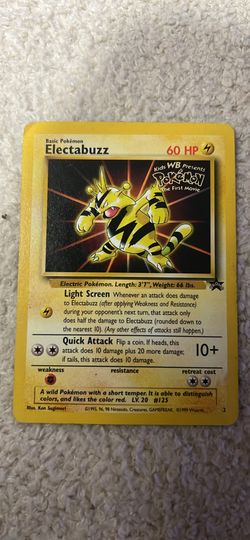 Basic Pokémon
Electabuzz
60 HP
Kids WB Presents
POKéMON
The First Movie
Electric Pokémon. Length: 3'7", Weight: 66 lbs.
Light Screen Whenever an attack does damage
to Electabuzz (after applying Weakness and Resistance)
during your opponent's next turn, that attack only
does half the damage to Electabuzz (rounded down to
the nearest 10). (Any other effects of attack still happen.)
Quick Attack Flip a coin. If heads, this
attack does 10 damage plus 20 more damage; if
tails, this attack does 10 damage.
10+
weakness
resistance
retreat cost
A wild Pokémon with a short temper. It is able to distinguish
colors, and likes the color red. LV. 20 #125
Illus. Ken Sugimori
©1995, 96, 98 Nintendo, Creatures, GAMEFREAK. ©1999 Wizards.
2